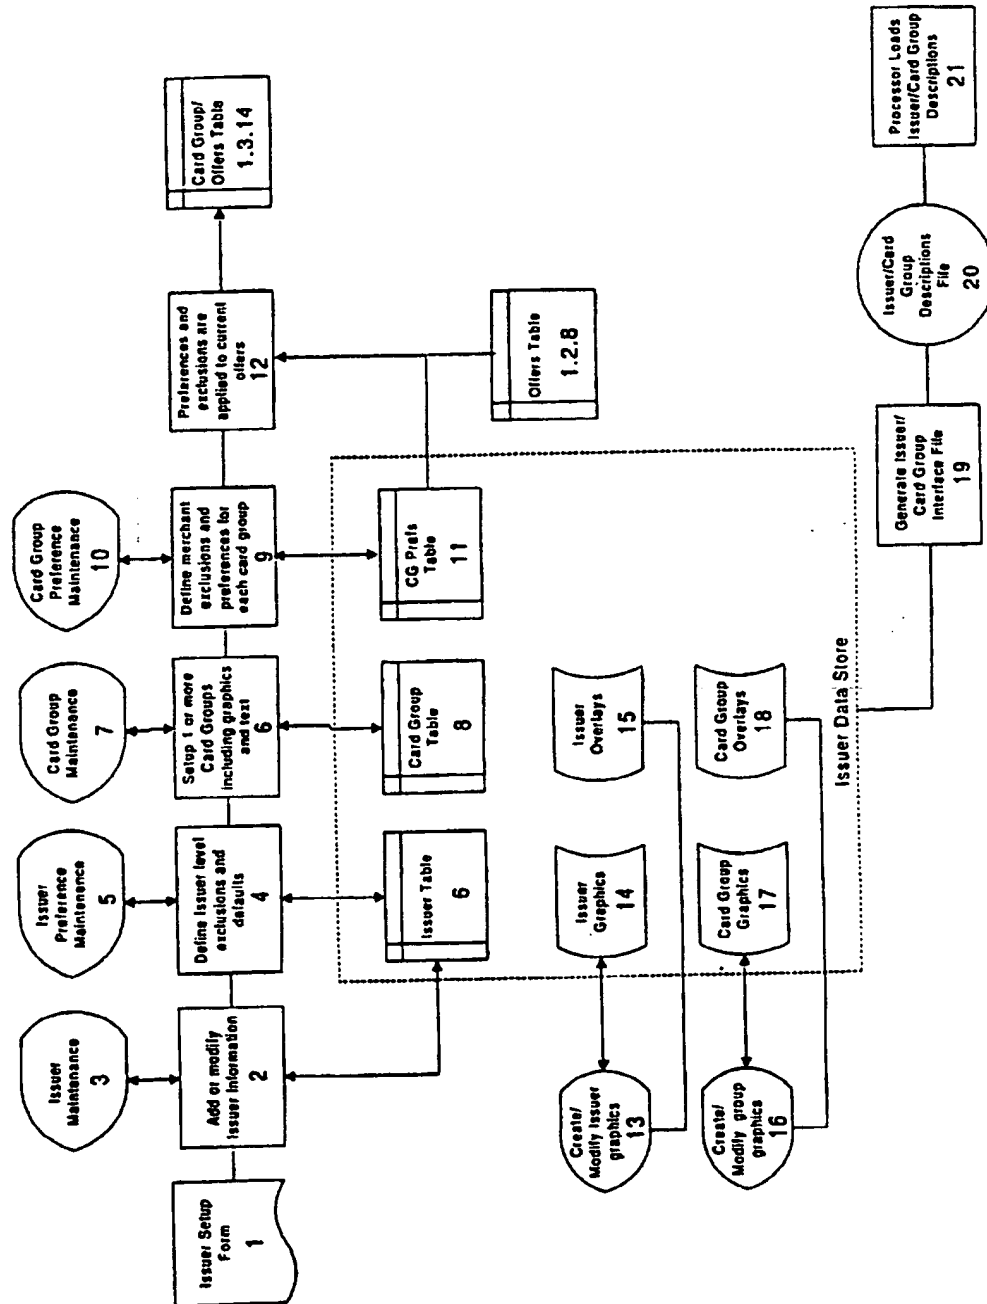 Issuer Setup
Form
1
Issuer
Maintenance
3
Add or modify
Issuer Information
2
Issuer
Preference
Maintenence
5
Define Issuer level
exclusions and
defaults
4
Issuer Table
6
Card Group
Maintenance
7
Setup 1 or more
Card Groups
including graphics
and text
6
Card Group
Table
8
Card Group
Preference
Maintenance
10
Define merchant
exclusions and
preferences for
each card group
9
CG Prefs
Table
11
Preferences and
exclusions are
applied to current
offers
12
Offers Table
1.2.8
Card Group/
Offers Table
1.3.14
Create/
Modify Issuer
graphics
13
Issuer
Graphics
14
Issuer
Overlays
15
Create/
Modify group
graphics
16
Card Group
Graphics
17
Card Group
Overlays
18
Issuer Data Store
Generate Issuer/
Card Group
Interface File
19
Issuer/Card
Group
Descriptions
File
20
Processor Loads
Issuer/Card Group
Descriptions
21